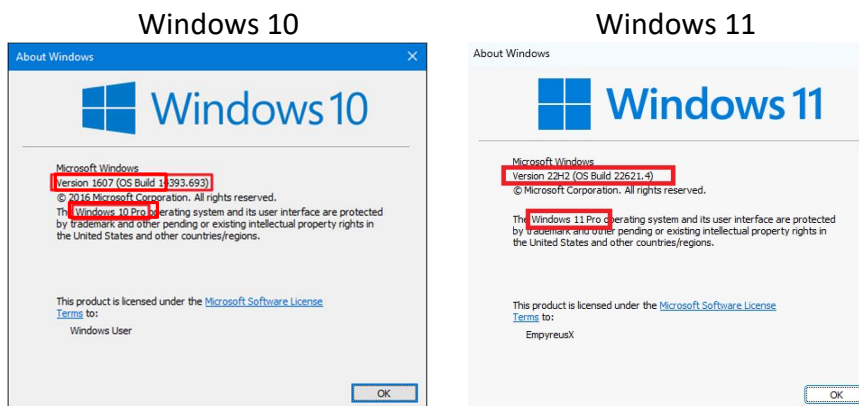 Windows 10
About Windows
Windows 10
Microsoft Windows
Version 1607 (OS Build 14393.693)
© 2016 Microsoft Corporation. All rights reserved.
The Windows 10 Pro operating system and its user interface are protected
by trademark and other pending or existing intellectual property rights in
the United States and other countries/regions.
This product is licensed under the Microsoft Software License
Terms to:
Windows User
OK
Windows 11
About Windows
Windows 11
Microsoft Windows
Version 22H2 (OS Build 22621.4)
© Microsoft Corporation. All rights reserved.
The Windows 11 Pro operating system and its user interface are protected
by trademark and other pending or existing intellectual property rights in
the United States and other countries/regions.
This product is licensed under the Microsoft Software License
Terms to:
EmpyreusX
OK